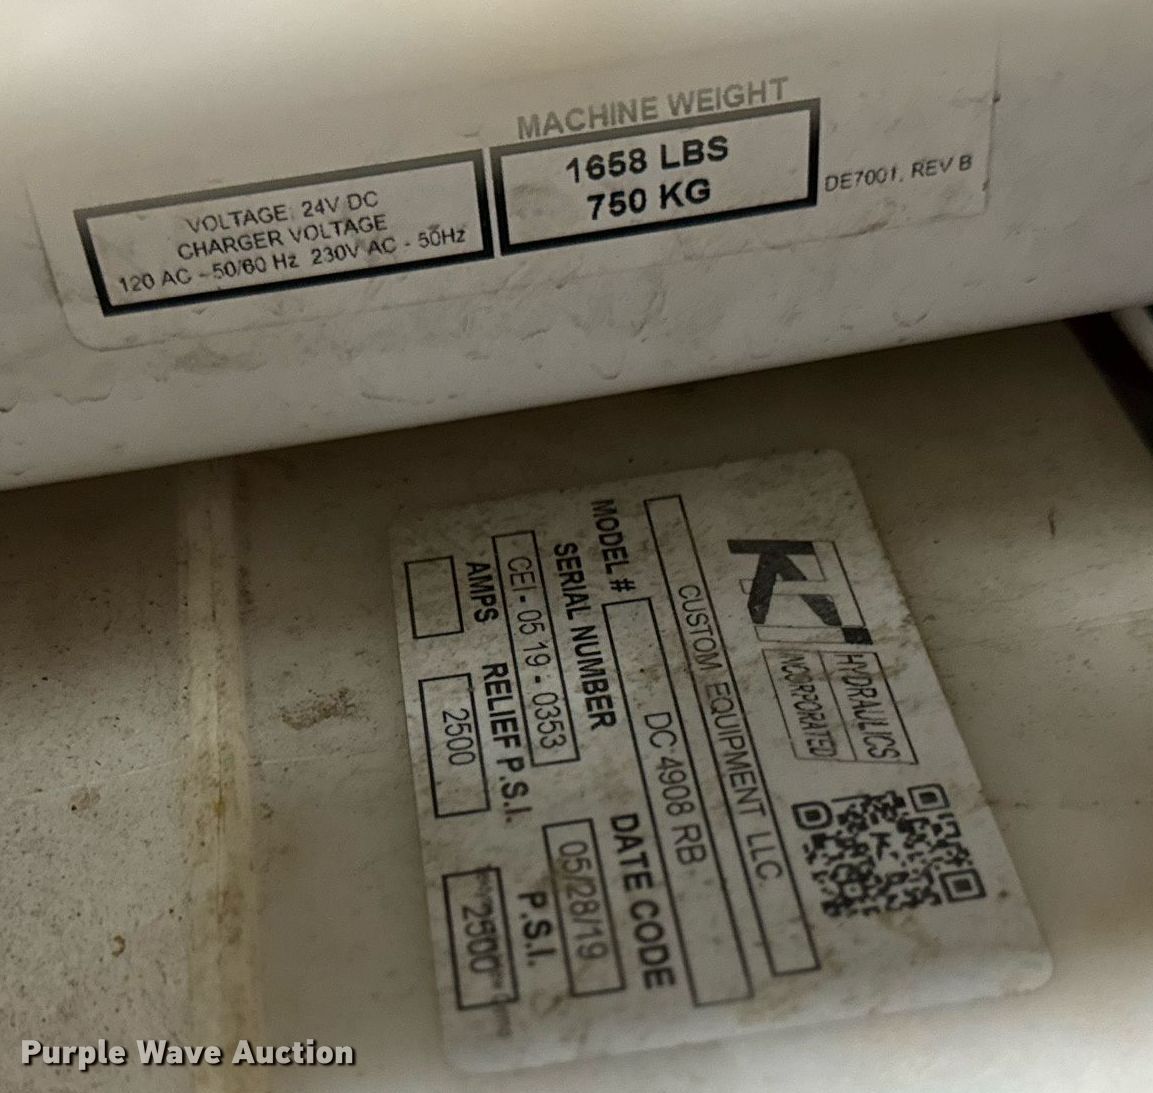 MACHINE WEIGHT
1658 LBS
750 KG
VOLTAGE: 24V DC
CHARGER VOLTAGE
120 AC - 50/60 Hz 230V AC - 50Hz
DE7001, REV B
HYDRAULICS
INCORPORATED
CUSTOM EQUIPMENT LLC.
MODEL # DC 4908 RB
SERIAL NUMBER DATE CODE
CEI - 05 19 - 0353 05/28/19
AMPS RELIEF P.S.I. P.S.I.
2500 2500
Purple Wave Auction